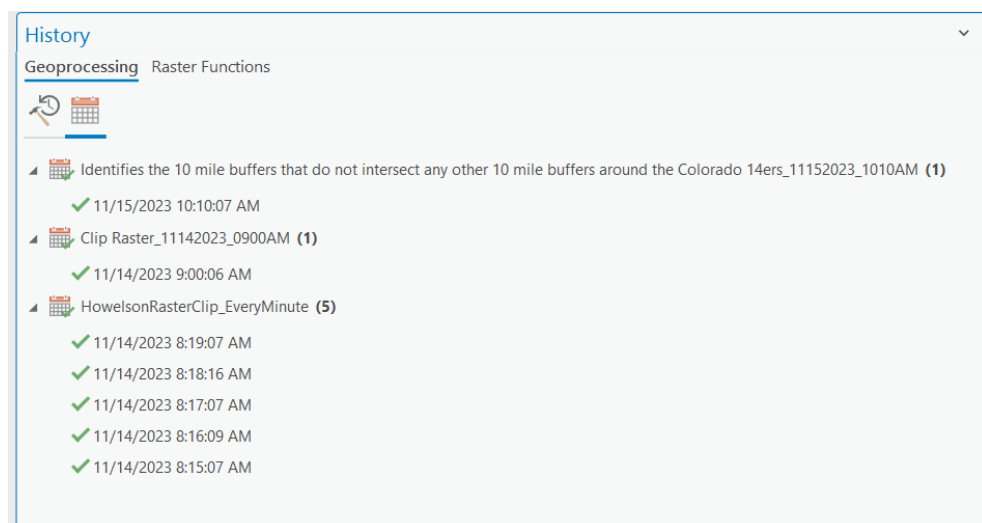 History
Geoprocessing Raster Functions
Identifies the 10 mile buffers that do not intersect any other 10 mile buffers around the Colorado 14ers_11152023_1010AM (1)
11/15/2023 10:10:07 AM
Clip Raster_11142023_0900AM (1)
11/14/2023 9:00:06 AM
HowelsonRasterClip_EveryMinute (5)
11/14/2023 8:19:07 AM
11/14/2023 8:18:16 AM
11/14/2023 8:17:07 AM
11/14/2023 8:16:09 AM
11/14/2023 8:15:07 AM